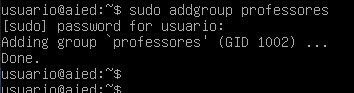 usuario@aied:~$ sudo addgroup professores
[sudo] password for usuario:
Adding group `professores' (GID 1002) ...
Done.
usuario@aied:~$
usuario@aied:~$